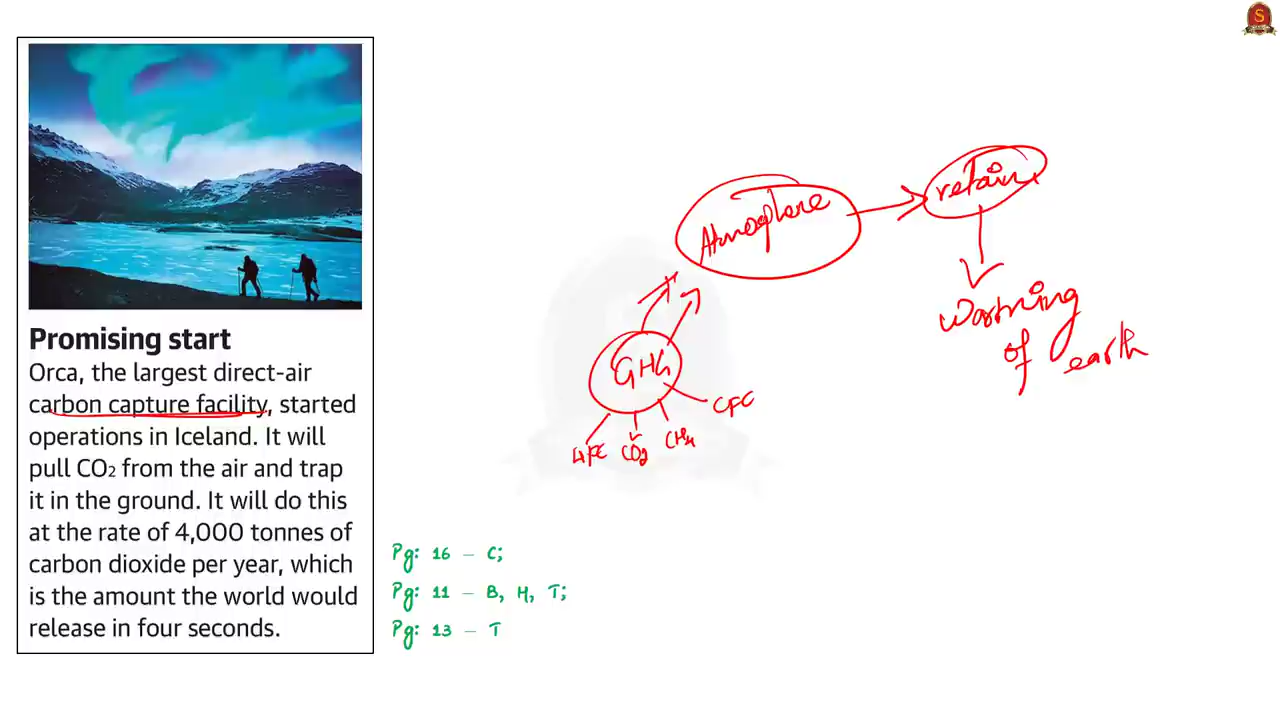 Promising start
Orca, the largest direct-air
carbon capture facility, started
operations in Iceland. It will
pull CO2 from the air and trap
it in the ground. It will do this
at the rate of 4,000 tonnes of
carbon dioxide per year, which
is the amount the world would
release in four seconds.
Atmosphere
retain
Warming
of earth
GHG
CFC
HFC CO2 CH4
Pg: 16 – C;
Pg: 11 – B, H, T;
Pg: 13 – T